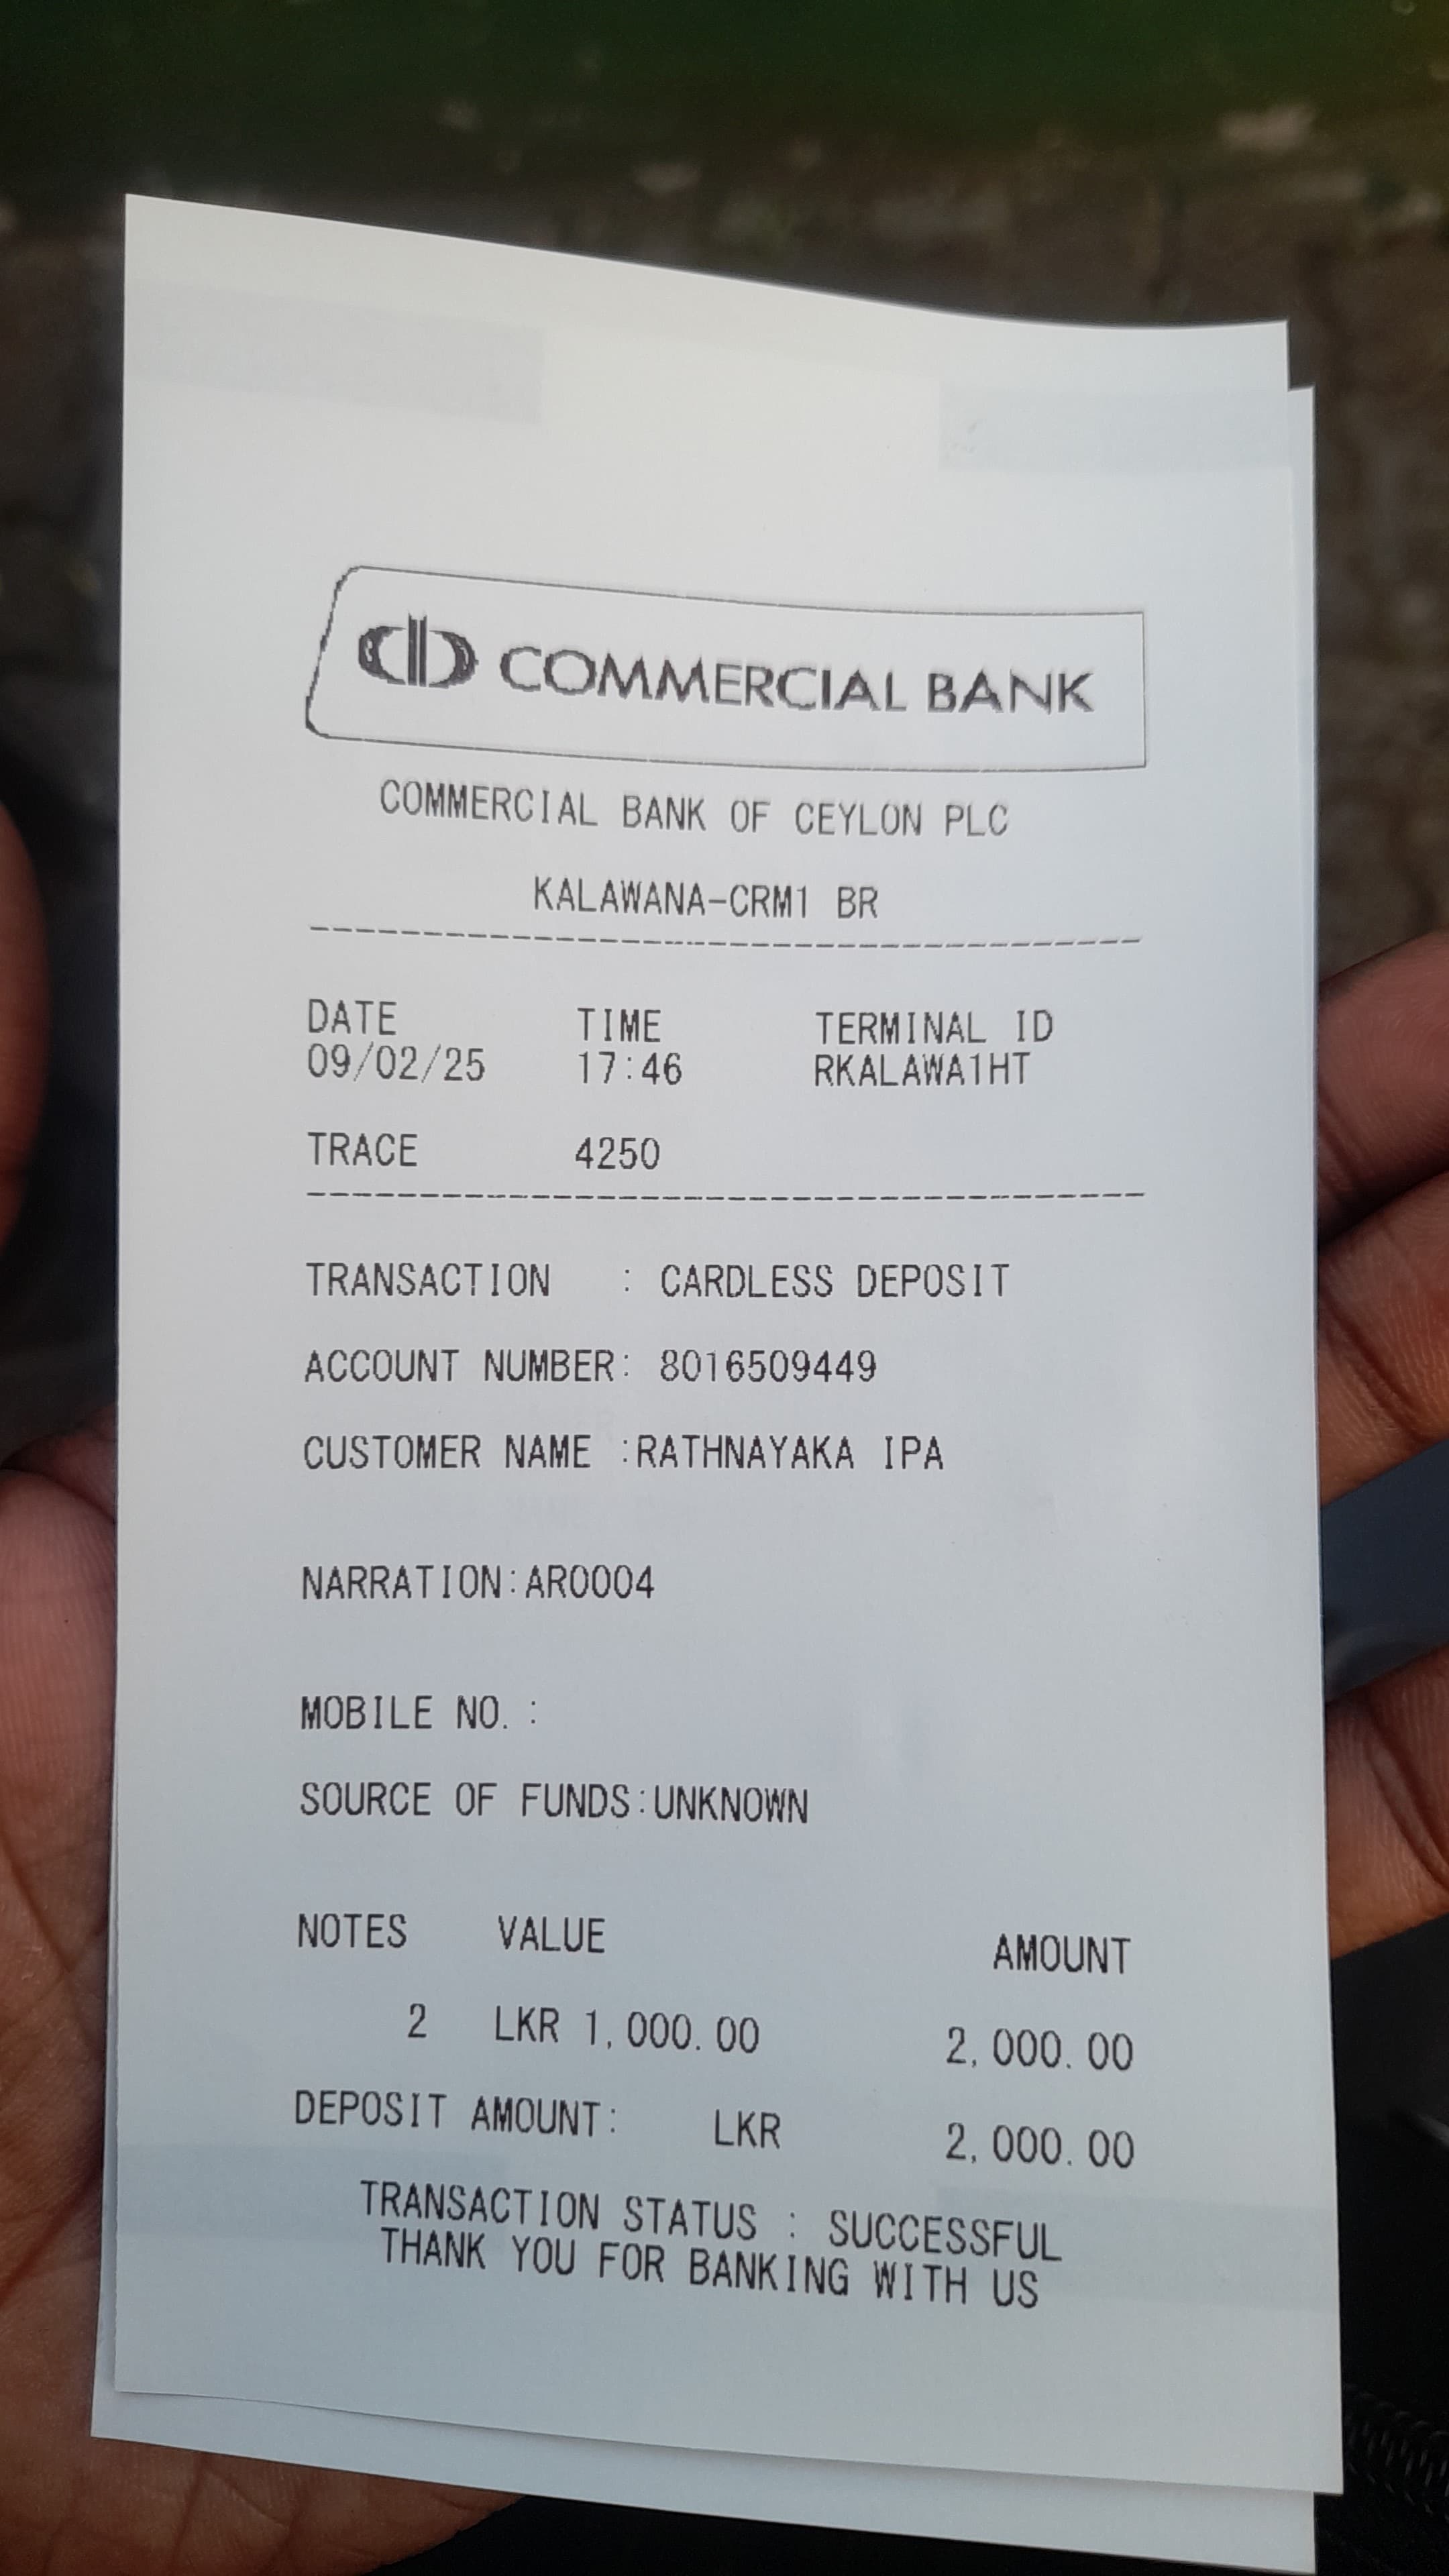 COMMERCIAL BANK
COMMERCIAL BANK OF CEYLON PLC
KALAWANA-CRM1 BR
DATE TIME TERMINAL ID
09/02/25 17:46 RKALAWA1HT
TRACE 4250
TRANSACTION : CARDLESS DEPOSIT
ACCOUNT NUMBER: 8016509449
CUSTOMER NAME :RATHNAYAKA IPA
NARRATION:AR0004
MOBILE NO. :
SOURCE OF FUNDS:UNKNOWN
NOTES VALUE AMOUNT
2 LKR 1,000.00 2,000.00
DEPOSIT AMOUNT: LKR 2,000.00
TRANSACTION STATUS : SUCCESSFUL
THANK YOU FOR BANKING WITH US